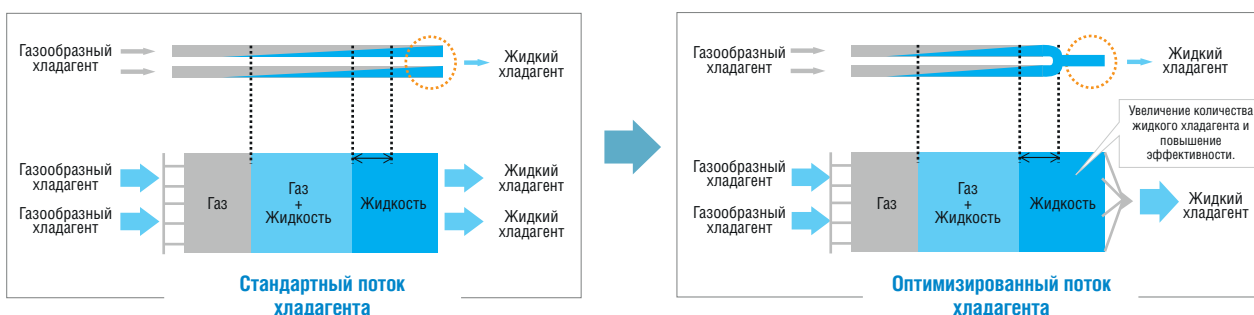 Газообразный
хладагент
Жидкий
хладагент
Газообразный
хладагент
Газообразный
хладагент
Газ
Газ
+
Жидкость
Жидкость
Жидкий
хладагент
Жидкий
хладагент
Стандартный поток
хладагента
Газообразный
хладагент
Жидкий
хладагент
Увеличение количества
жидкого хладагента и
повышение
эффективности.
Газообразный
хладагент
Газообразный
хладагент
Газ
Газ
+
Жидкость
Жидкость
Жидкий
хладагент
Оптимизированный поток
хладагента